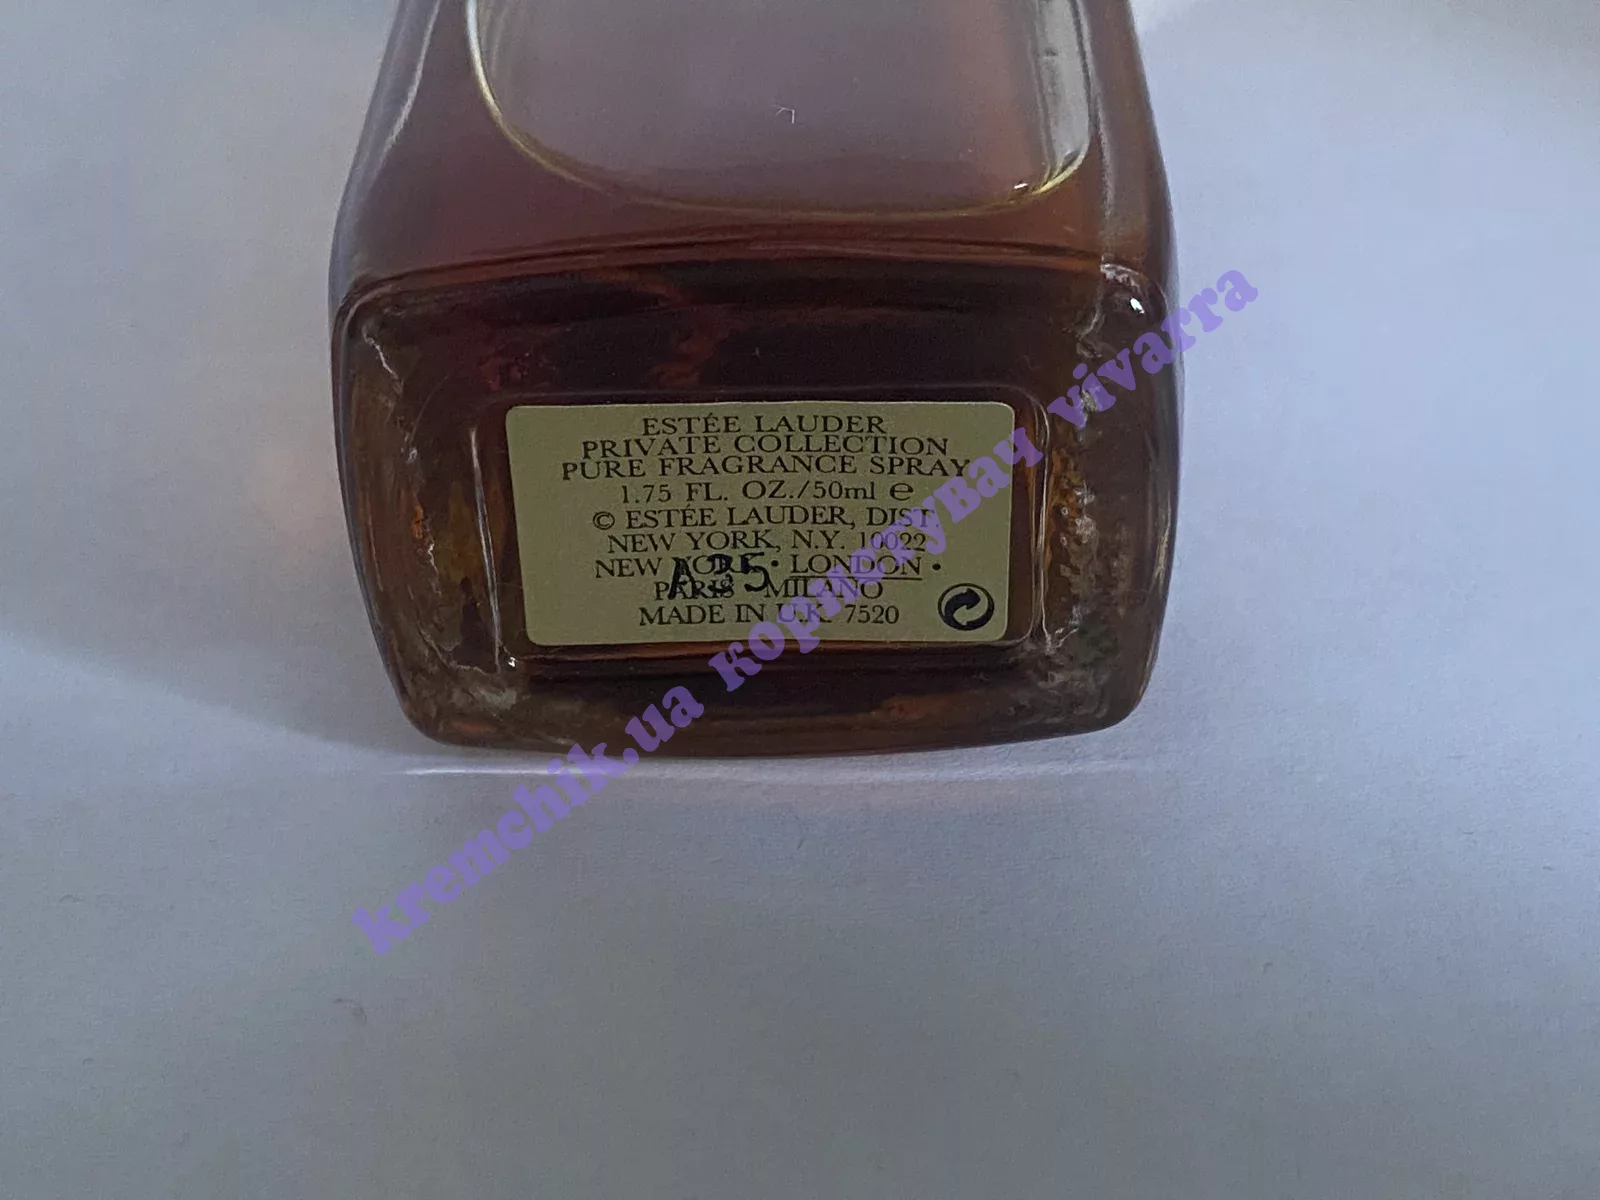 ESTÉE LAUDER
PRIVATE COLLECTION
PURE FRAGRANCE SPRAY
1.75 FL. OZ./50ml ℮
© ESTÉE LAUDER, DIST.
NEW YORK, N.Y. 10022
NEW YORK • LONDON •
PARIS • MILANO
MADE IN U.K. 7520
A35
kremchik.ua користуВач vivarra